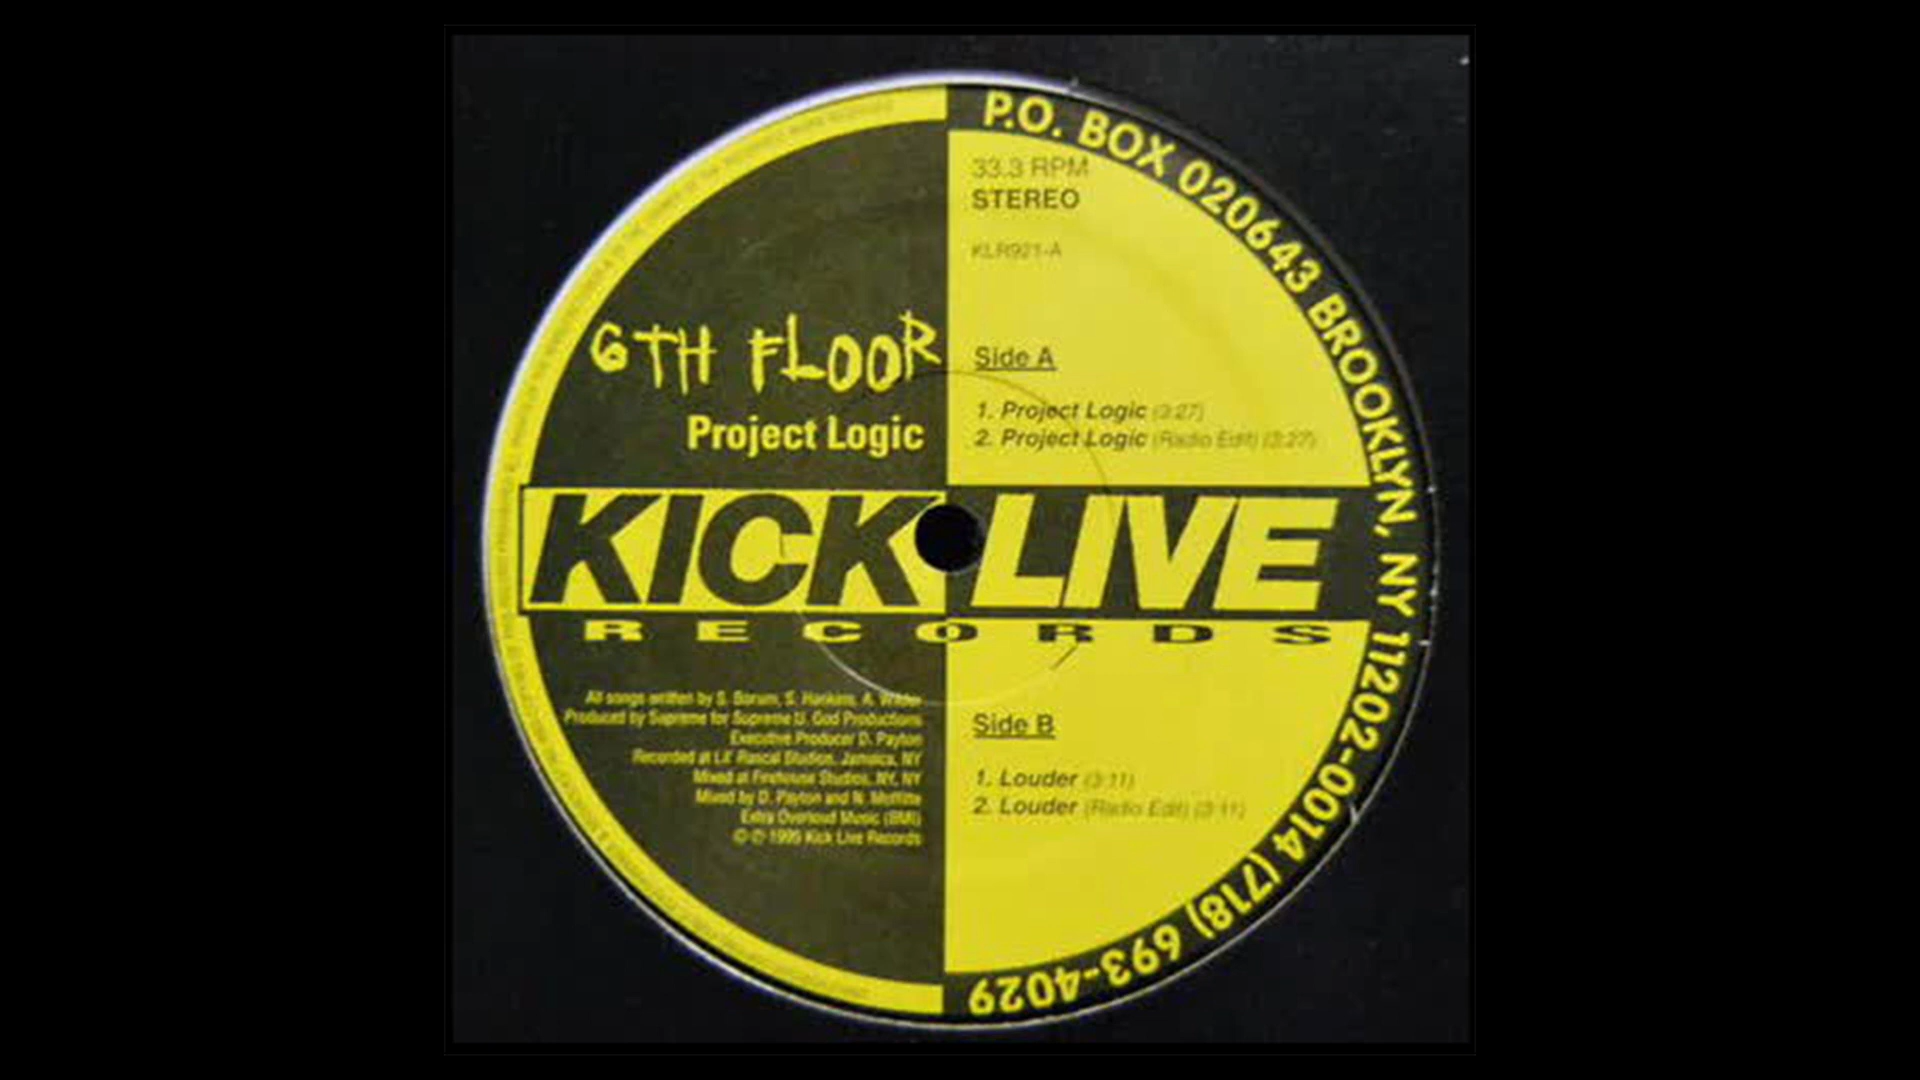 P.O. BOX 020643 BROOKLYN, NY 11202-0014 (718) 693-4029
33.3 RPM
STEREO
KLR921-A
6TH FLOOR
Project Logic
Side A
1. Project Logic (3:27)
2. Project Logic (Radio Edit) (3:27)
KICK LIVE
RECORDS
All songs written by S. Borum, S. Hankins, A. Wilder
Produced by Supreme for Supreme U. God Productions
Executive Producer D. Payton
Recorded at Lil' Rascal Studios, Jamaica, NY
Mixed at Firehouse Studios, NY, NY
Mixed by D. Payton and N. Moffitte
Extra Overload Music (BMI)
© ℗ 1995 Kick Live Records
Side B
1. Louder (3:11)
2. Louder (Radio Edit) (3:11)